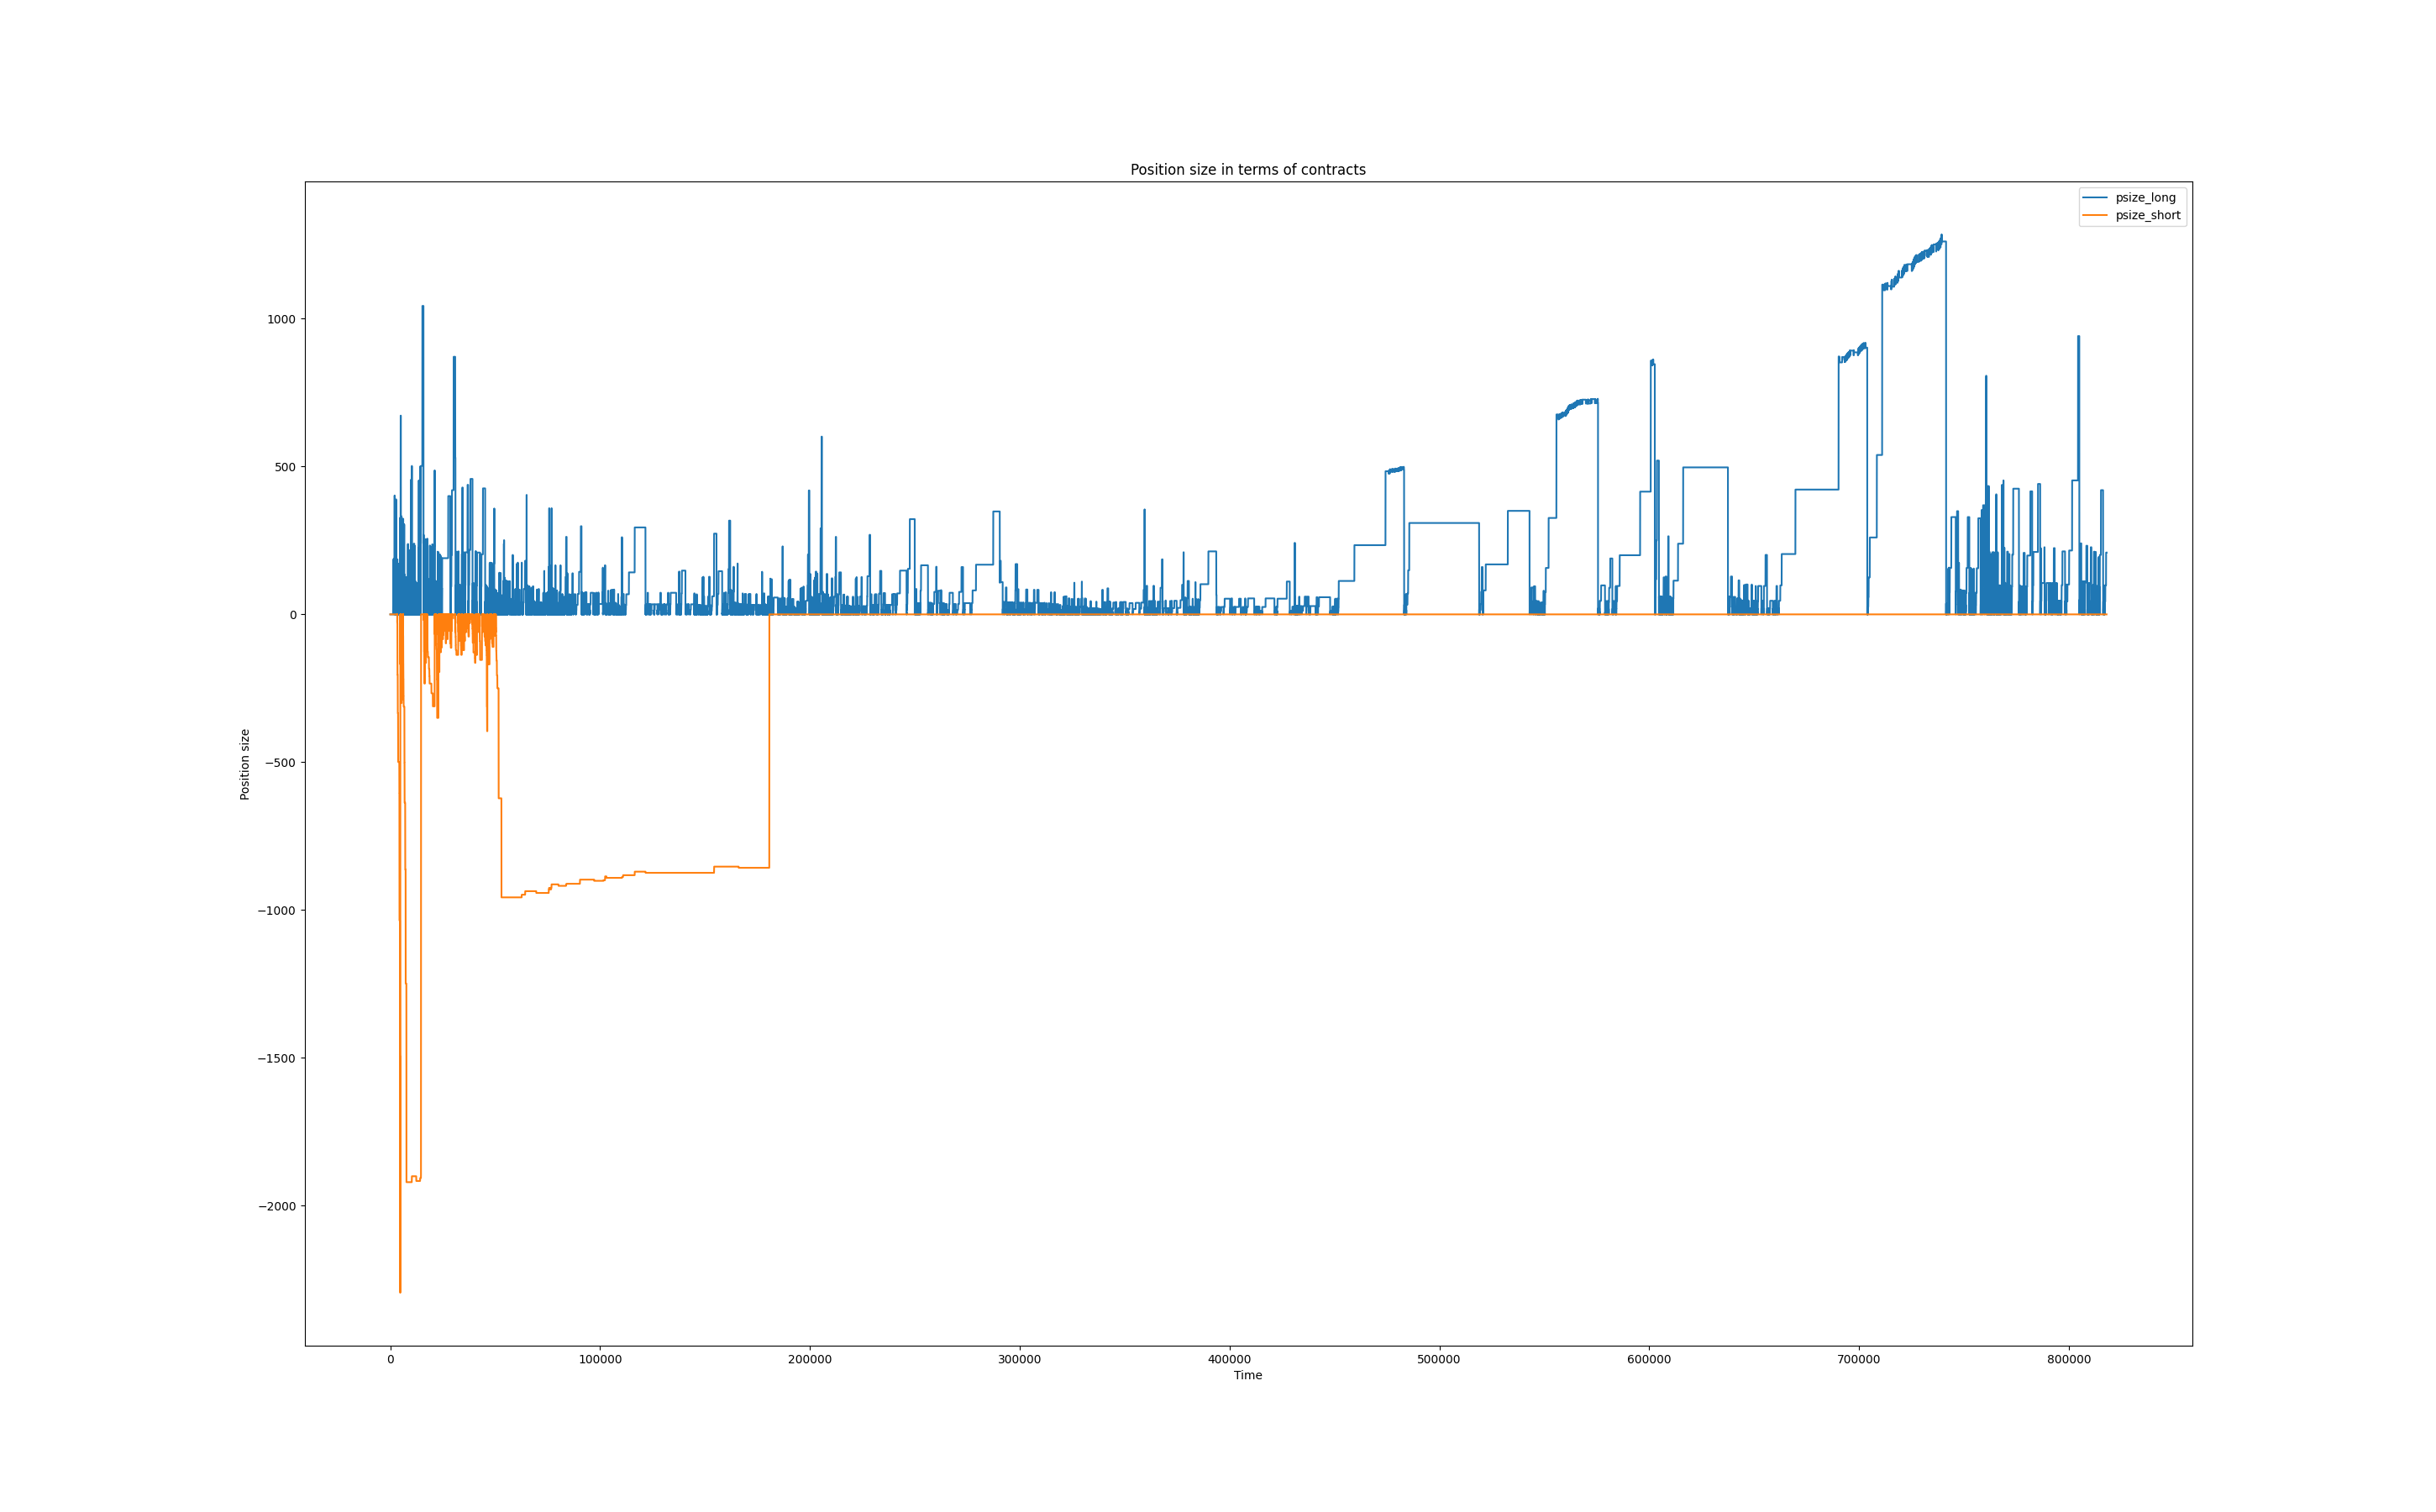 Position size in terms of contracts
psize_long
psize_short
1000
500
0
−500
−1000
−1500
−2000
Position size
0 100000 200000 300000 400000 500000 600000 700000 800000
Time